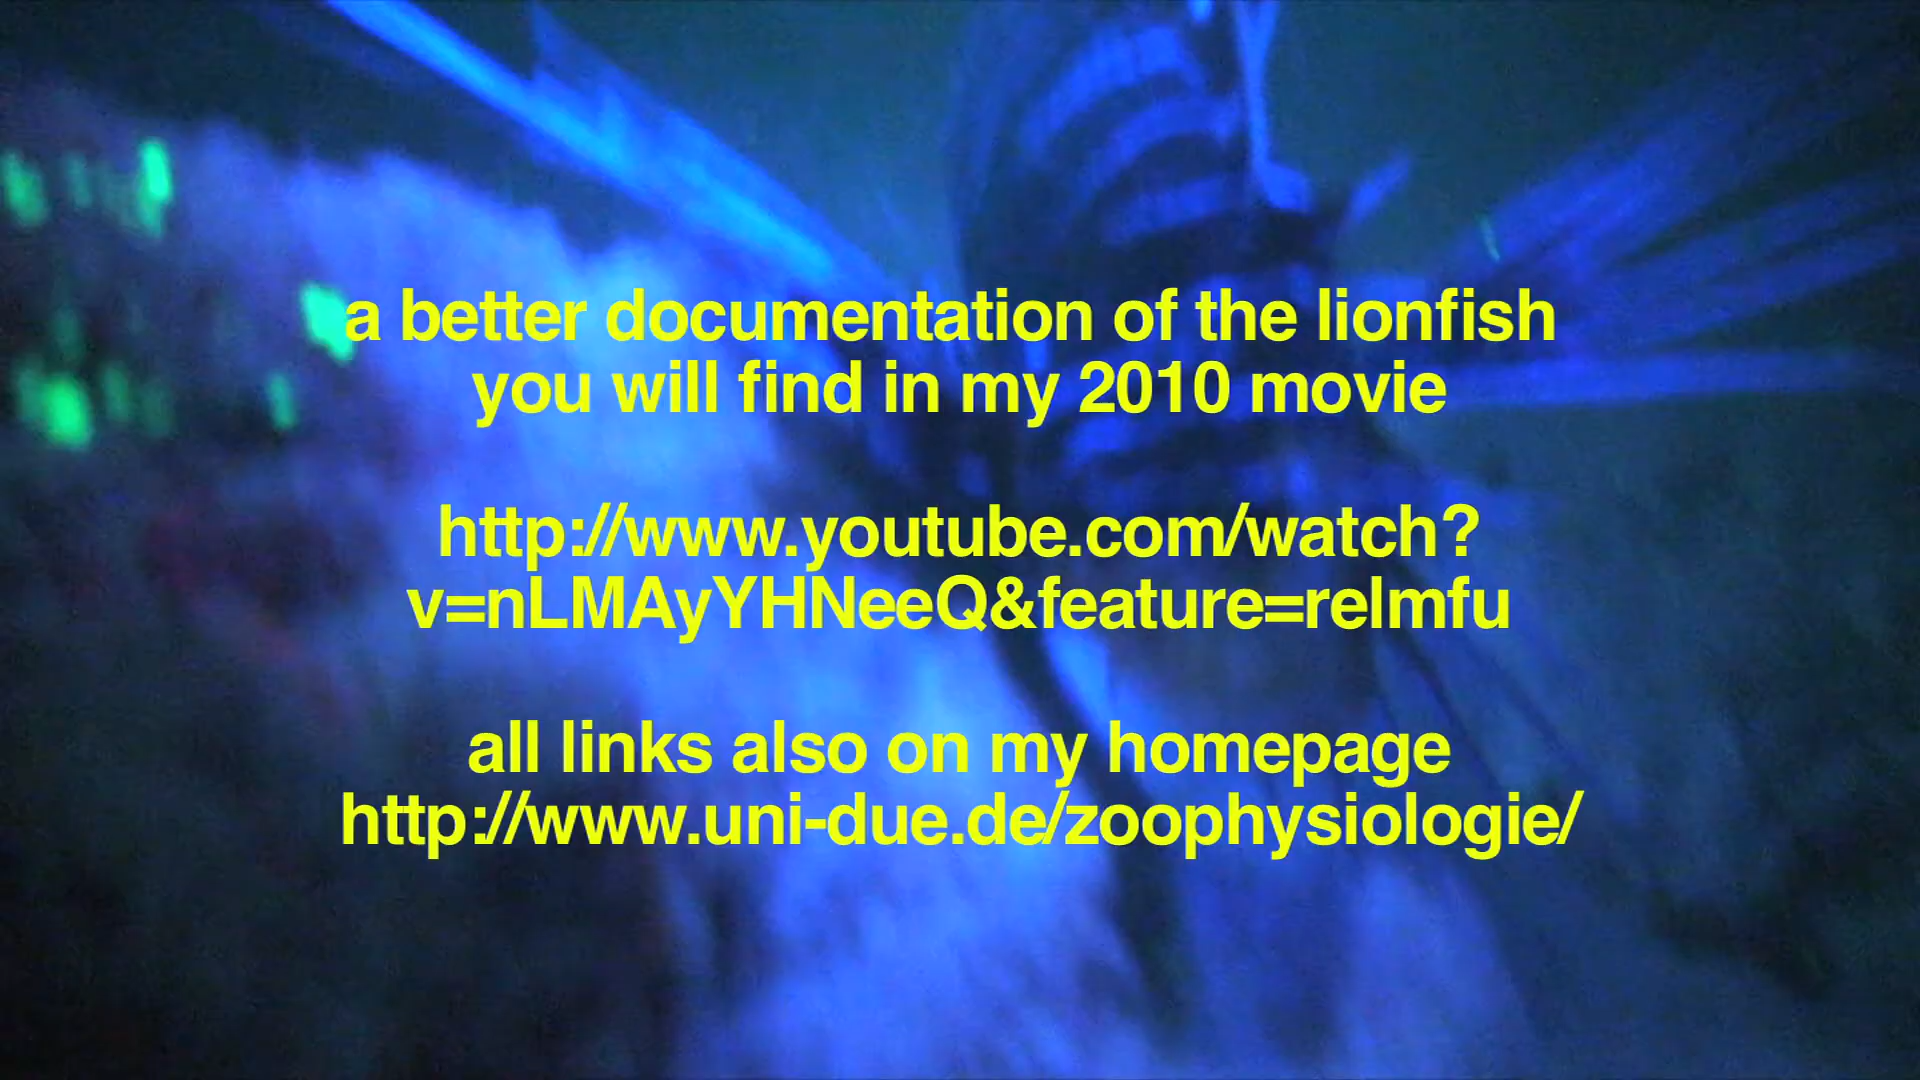 a better documentation of the lionfish
you will find in my 2010 movie
http://www.youtube.com/watch?
v=nLMAyYHNeeQ&feature=relmfu
all links also on my homepage
http://www.uni-due.de/zoophysiologie/